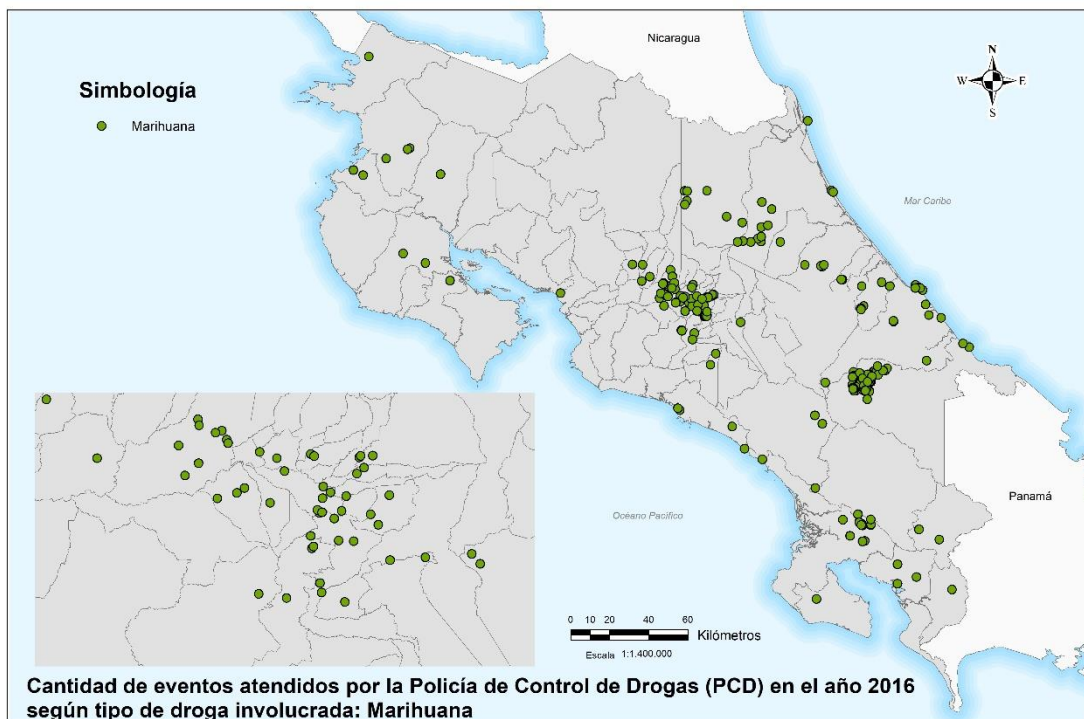 Nicaragua
N
W E
S
Simbología
Marihuana
Mar Caribe
Océano Pacífico
Panamá
0 10 20 40 60
Kilómetros
Escala 1:1.400.000
Cantidad de eventos atendidos por la Policía de Control de Drogas (PCD) en el año 2016
según tipo de droga involucrada: Marihuana